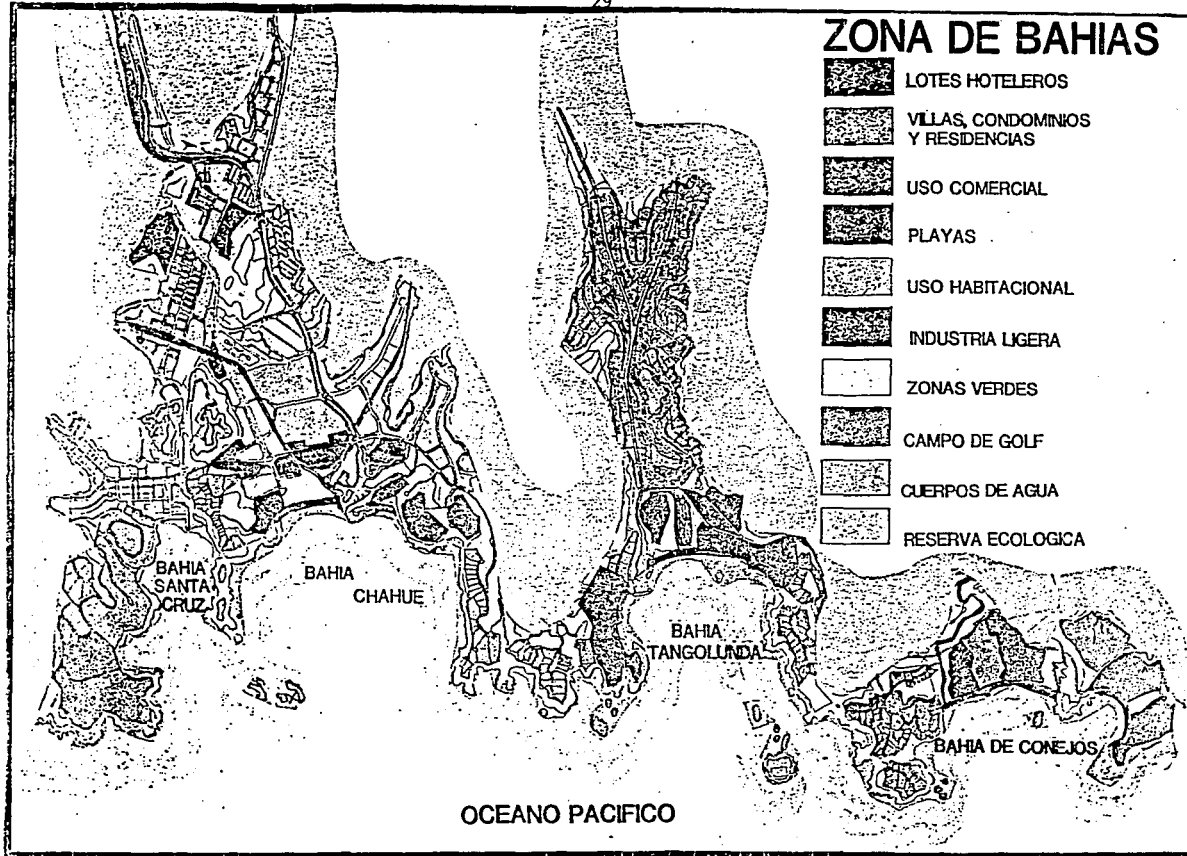 29
ZONA DE BAHIAS
LOTES HOTELEROS
VILLAS, CONDOMINIOS
Y RESIDENCIAS
USO COMERCIAL
PLAYAS
USO HABITACIONAL
INDUSTRIA LIGERA
ZONAS VERDES
CAMPO DE GOLF
CUERPOS DE AGUA
RESERVA ECOLOGICA
BAHIA
SANTA
CRUZ
BAHIA
CHAHUE
BAHIA
TANGOLUNDA
BAHIA DE CONEJOS
OCEANO PACIFICO